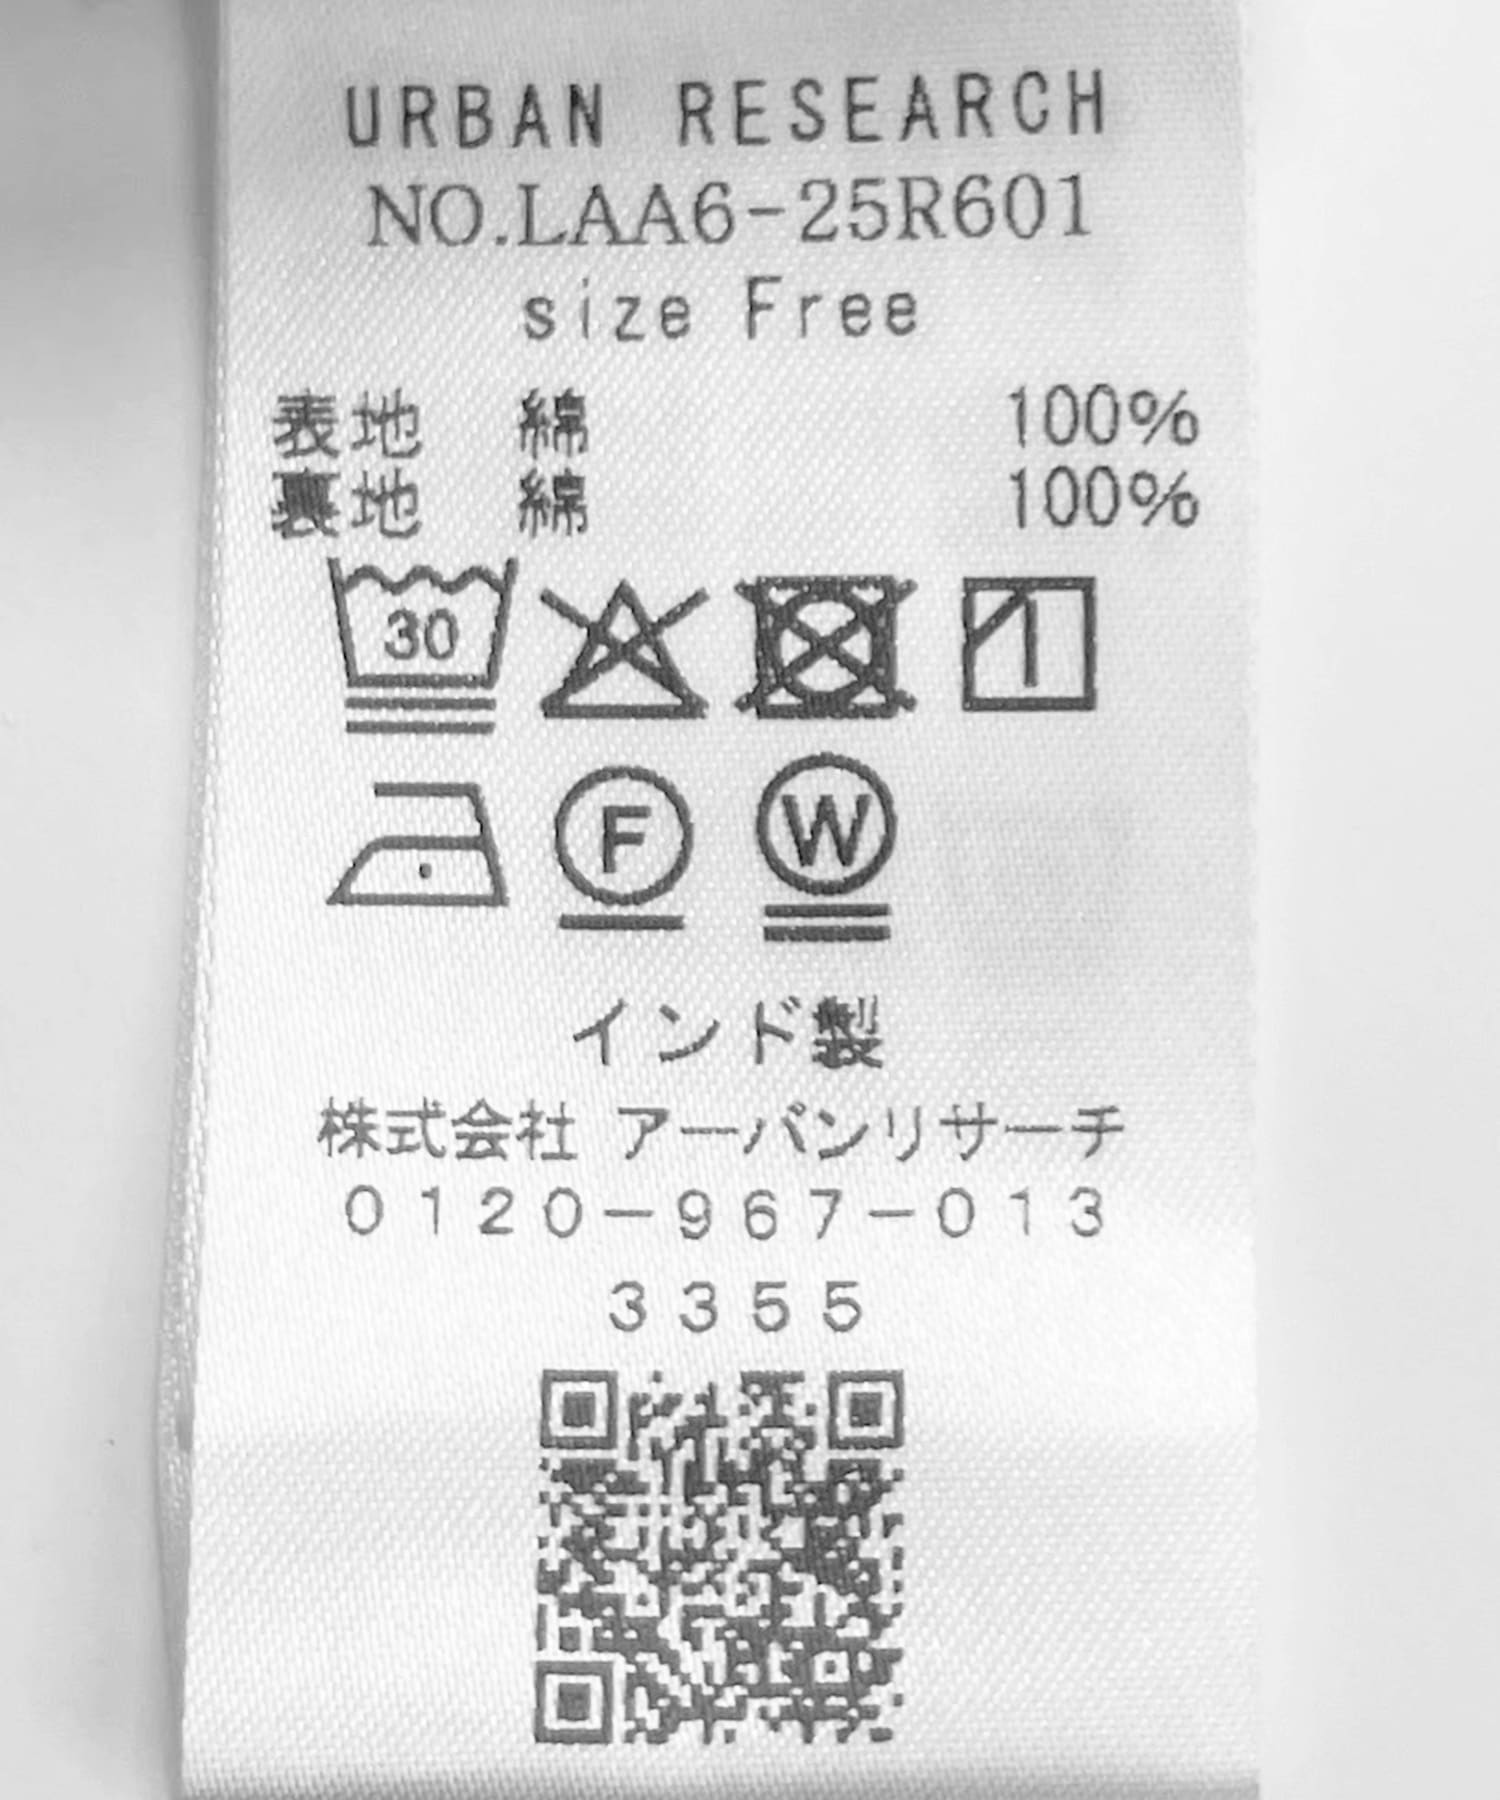 URBAN RESEARCH
NO.LAA6-25R601
size Free
表地 綿 100%
裏地 綿 100%
30
F W
インド製
株式会社 アーバンリサーチ
0120-967-013
3355